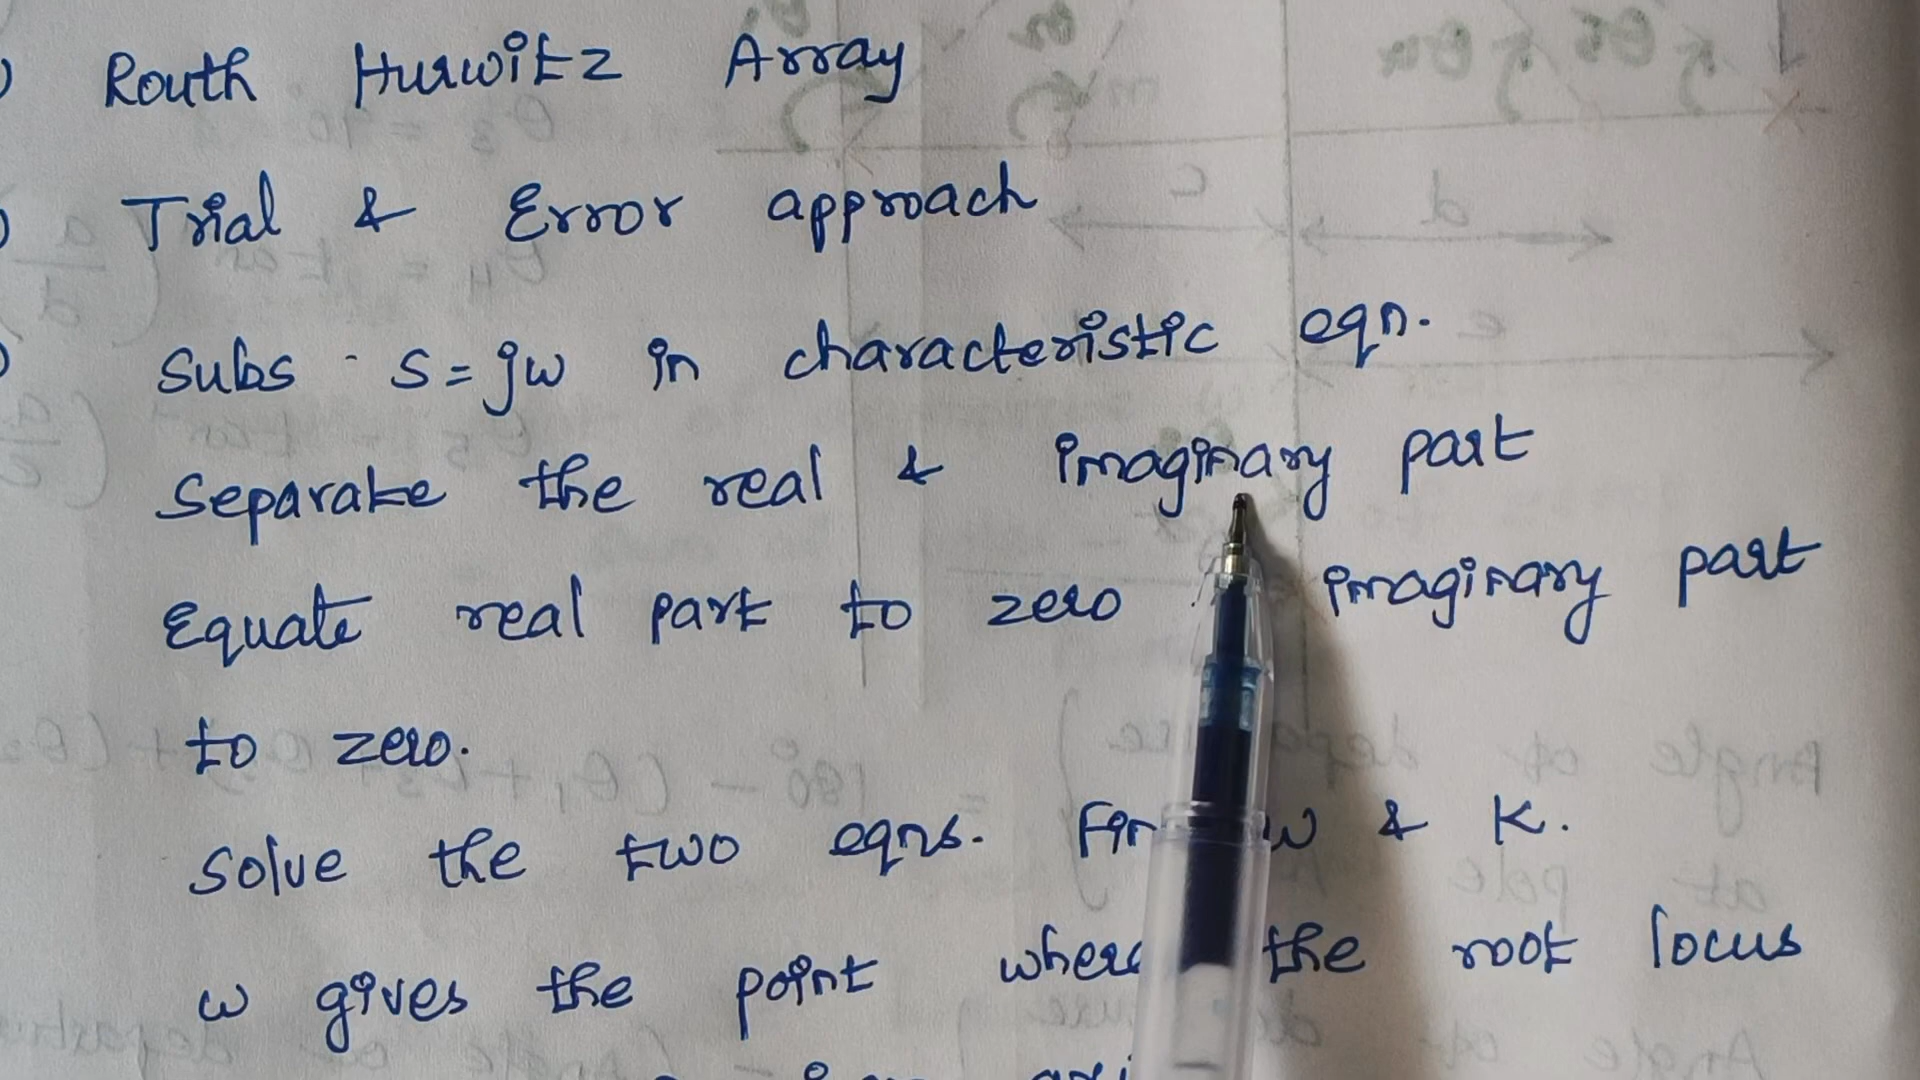 Routh Hurwitz Array
Trial & Error approach
Subs. s=jω in characteristic eqn.
Separate the real & imaginary part
Equate real part to zero imaginary part
to zero.
Solve the two eqns. ω & K.
ω gives the point the root locus